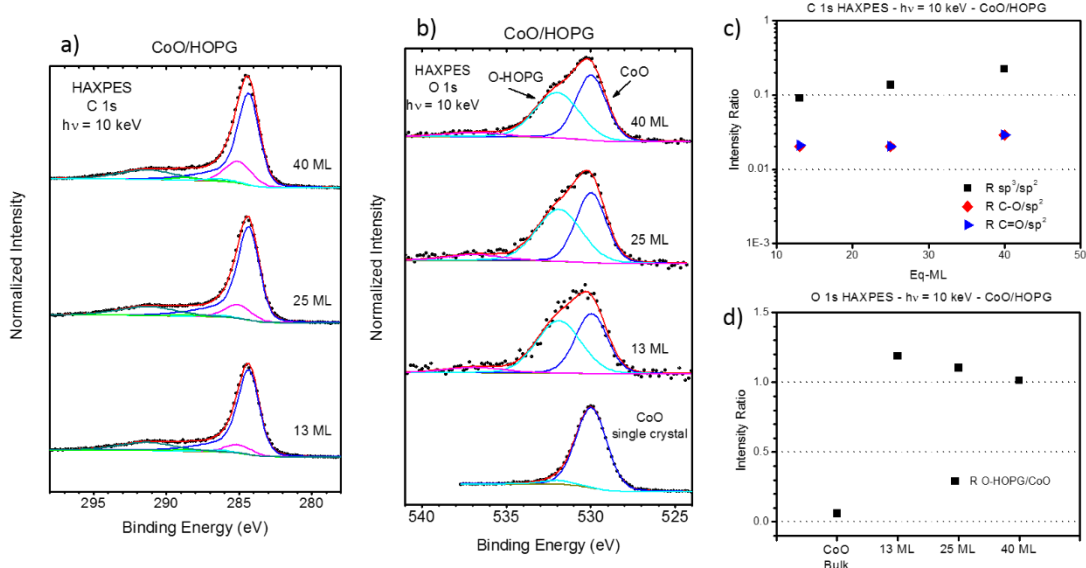 a)
CoO/HOPG
HAXPES
C 1s
hν = 10 keV
40 ML
25 ML
13 ML
Normalized Intensity
295 290 285 280
Binding Energy (eV)
b)
CoO/HOPG
HAXPES
O 1s
hν = 10 keV
O-HOPG
CoO
40 ML
25 ML
13 ML
CoO
single crystal
Normalized Intensity
540 535 530 525
Binding Energy (eV)
c)
C 1s HAXPES - hν = 10 keV - CoO/HOPG
Intensity Ratio
1
0.1
0.01
1E-3
R sp³/sp²
R C-O/sp²
R C=O/sp²
10 20 30 40 50
Eq-ML
d)
O 1s HAXPES - hν = 10 keV - CoO/HOPG
Intensity Ratio
1.5
1.0
0.5
0.0
R O-HOPG/CoO
CoO
Bulk
13 ML 25 ML 40 ML